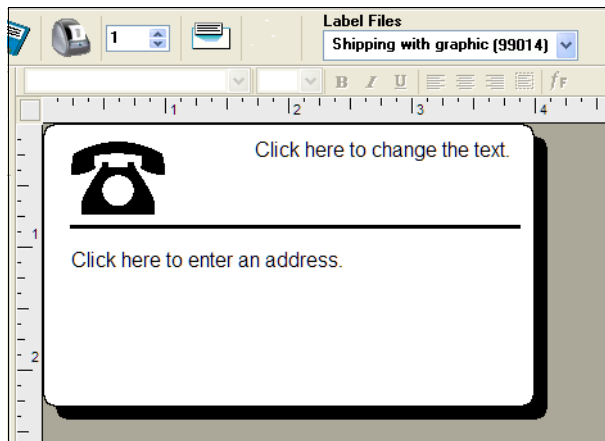 Label Files
1
Shipping with graphic (99014)
B I U fF
1 2 3 4
Click here to change the text.
1
Click here to enter an address.
2